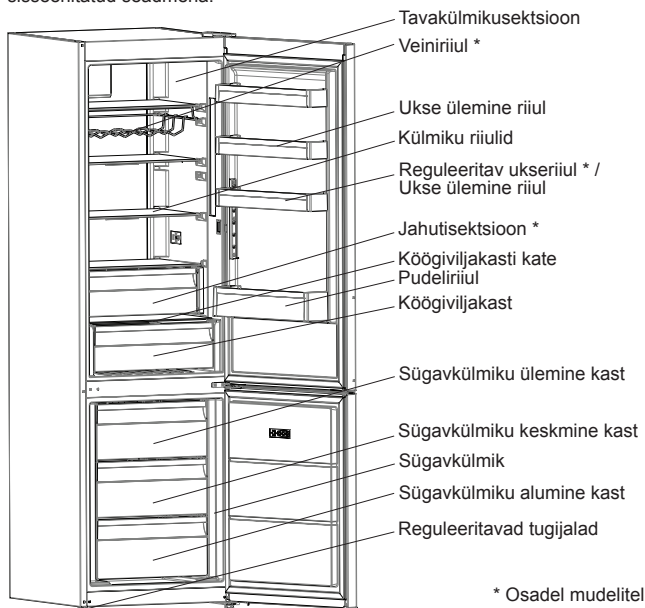 Tavakülmikusektsioon
Veiniriiul *
Ukse ülemine riiul
Külmiku riiulid
Reguleeritav ukseriiul * /
Ukse ülemine riiul
Jahutisektsioon *
Köögiviljakasti kate
Pudeliriiul
Köögiviljakast
Sügavkülmiku ülemine kast
Sügavkülmiku keskmine kast
Sügavkülmik
Sügavkülmiku alumine kast
Reguleeritavad tugijalad
* Osadel mudelitel